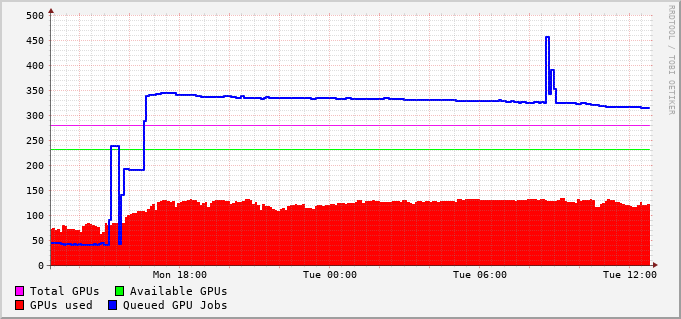 500
450
400
350
300
250
200
150
100
50
0
Mon 18:00 Tue 00:00 Tue 06:00 Tue 12:00
Total GPUs Available GPUs
GPUs used Queued GPU Jobs
RRDTOOL / TOBI OETIKER